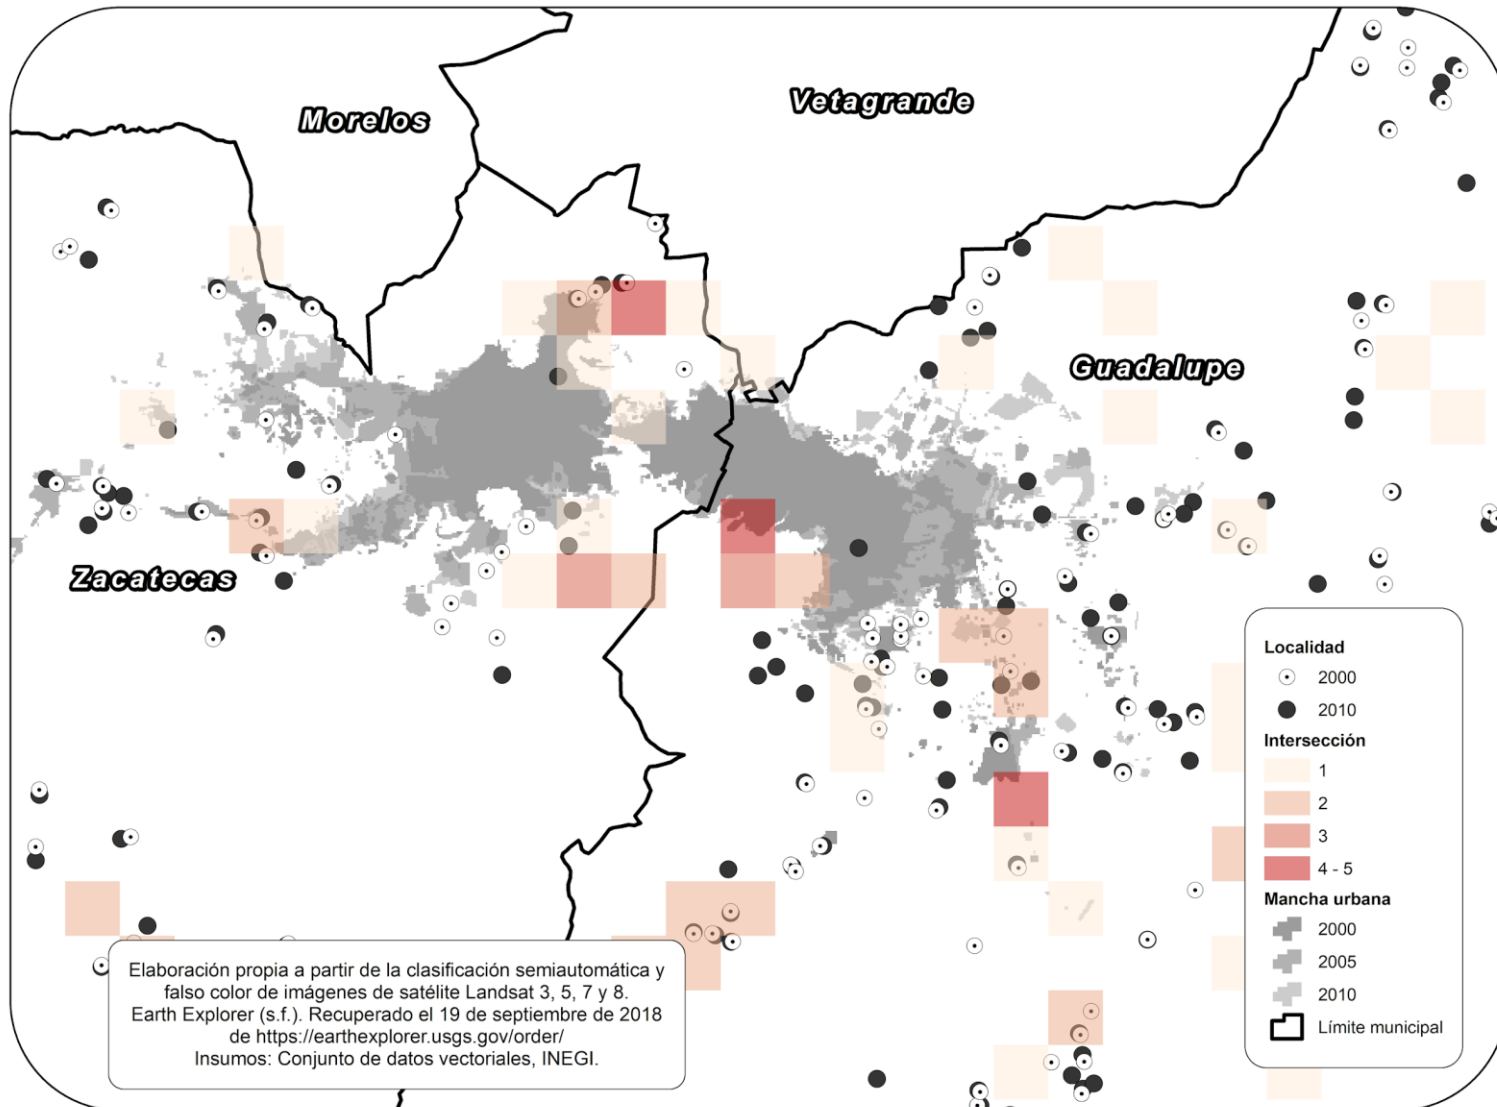 Morelos
Vetagrande
Guadalupe
Zacatecas
Localidad
2000
2010
Intersección
1
2
3
4 - 5
Mancha urbana
2000
2005
2010
Límite municipal
Elaboración propia a partir de la clasificación semiautomática y
falso color de imágenes de satélite Landsat 3, 5, 7 y 8.
Earth Explorer (s.f.). Recuperado el 19 de septiembre de 2018
de https://earthexplorer.usgs.gov/order/
Insumos: Conjunto de datos vectoriales, INEGI.